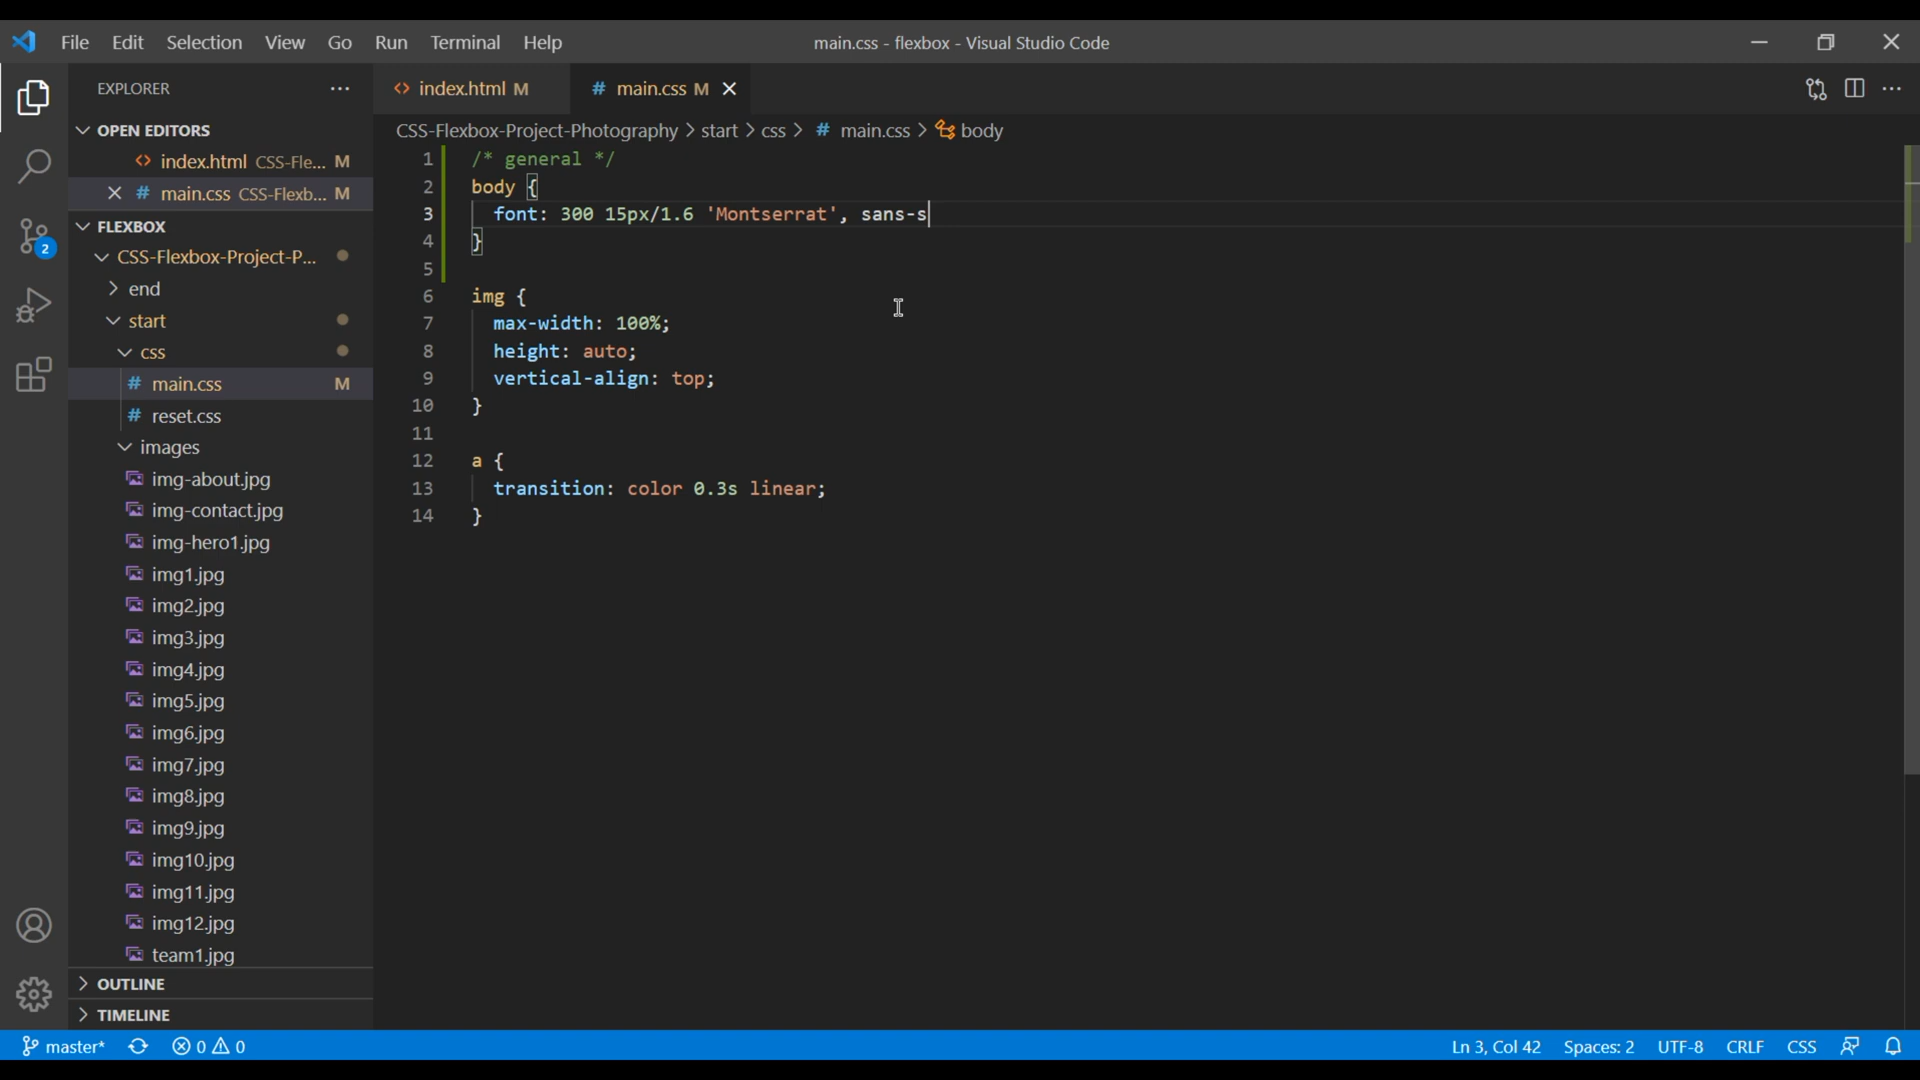 File Edit Selection View Go Run Terminal Help
main.css - flexbox - Visual Studio Code
EXPLORER
OPEN EDITORS
index.html CSS-Fle... M
main.css CSS-Flexb... M
FLEXBOX
CSS-Flexbox-Project-P...
end
start
css
# main.css M
# reset.css
images
img-about.jpg
img-contact.jpg
img-hero1.jpg
img1.jpg
img2.jpg
img3.jpg
img4.jpg
img5.jpg
img6.jpg
img7.jpg
img8.jpg
img9.jpg
img10.jpg
img11.jpg
img12.jpg
team1.jpg
OUTLINE
TIMELINE
index.html M
# main.css M
CSS-Flexbox-Project-Photography > start > css > # main.css > body
1 /* general */
2 body {
3 font: 300 15px/1.6 'Montserrat', sans-s
4 }
5
6 img {
7 max-width: 100%;
8 height: auto;
9 vertical-align: top;
10 }
11
12 a {
13 transition: color 0.3s linear;
14 }
2
master* 0 0
Ln 3, Col 42 Spaces: 2 UTF-8 CRLF CSS